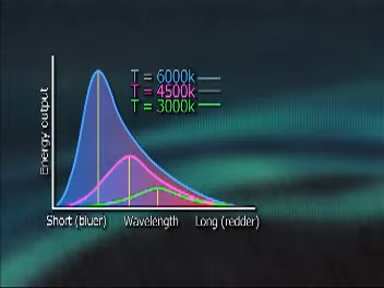 T = 6000k
T = 4500k
T = 3000k
Energy output
Short (bluer) Wavelength Long (redder)